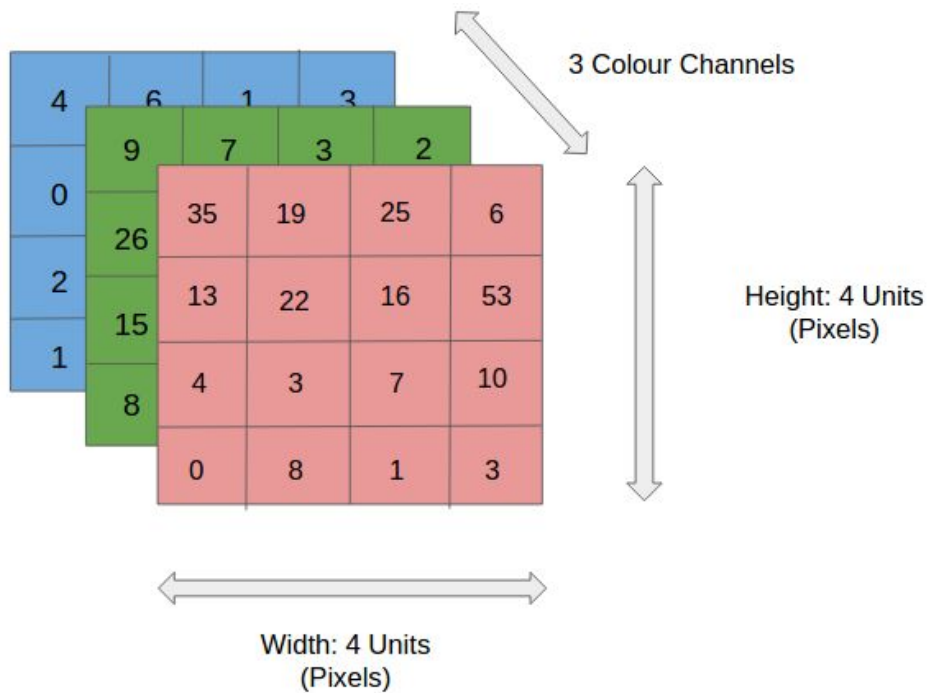 3 Colour Channels
4 6 1 3
9 7 3 2
0
35 19 25 6
26
2
13 22 16 53
Height: 4 Units
(Pixels)
15
1
4 3 7 10
8
0 8 1 3
Width: 4 Units
(Pixels)